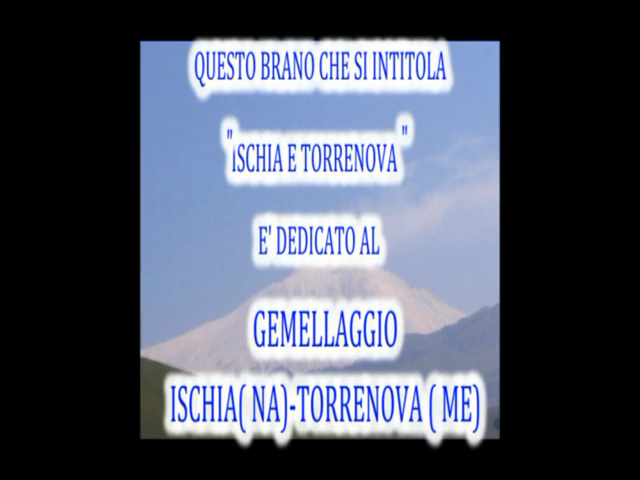 QUESTO BRANO CHE SI INTITOLA
"ISCHIA E TORRENOVA"
E' DEDICATO AL
GEMELLAGGIO
ISCHIA( NA)-TORRENOVA ( ME)